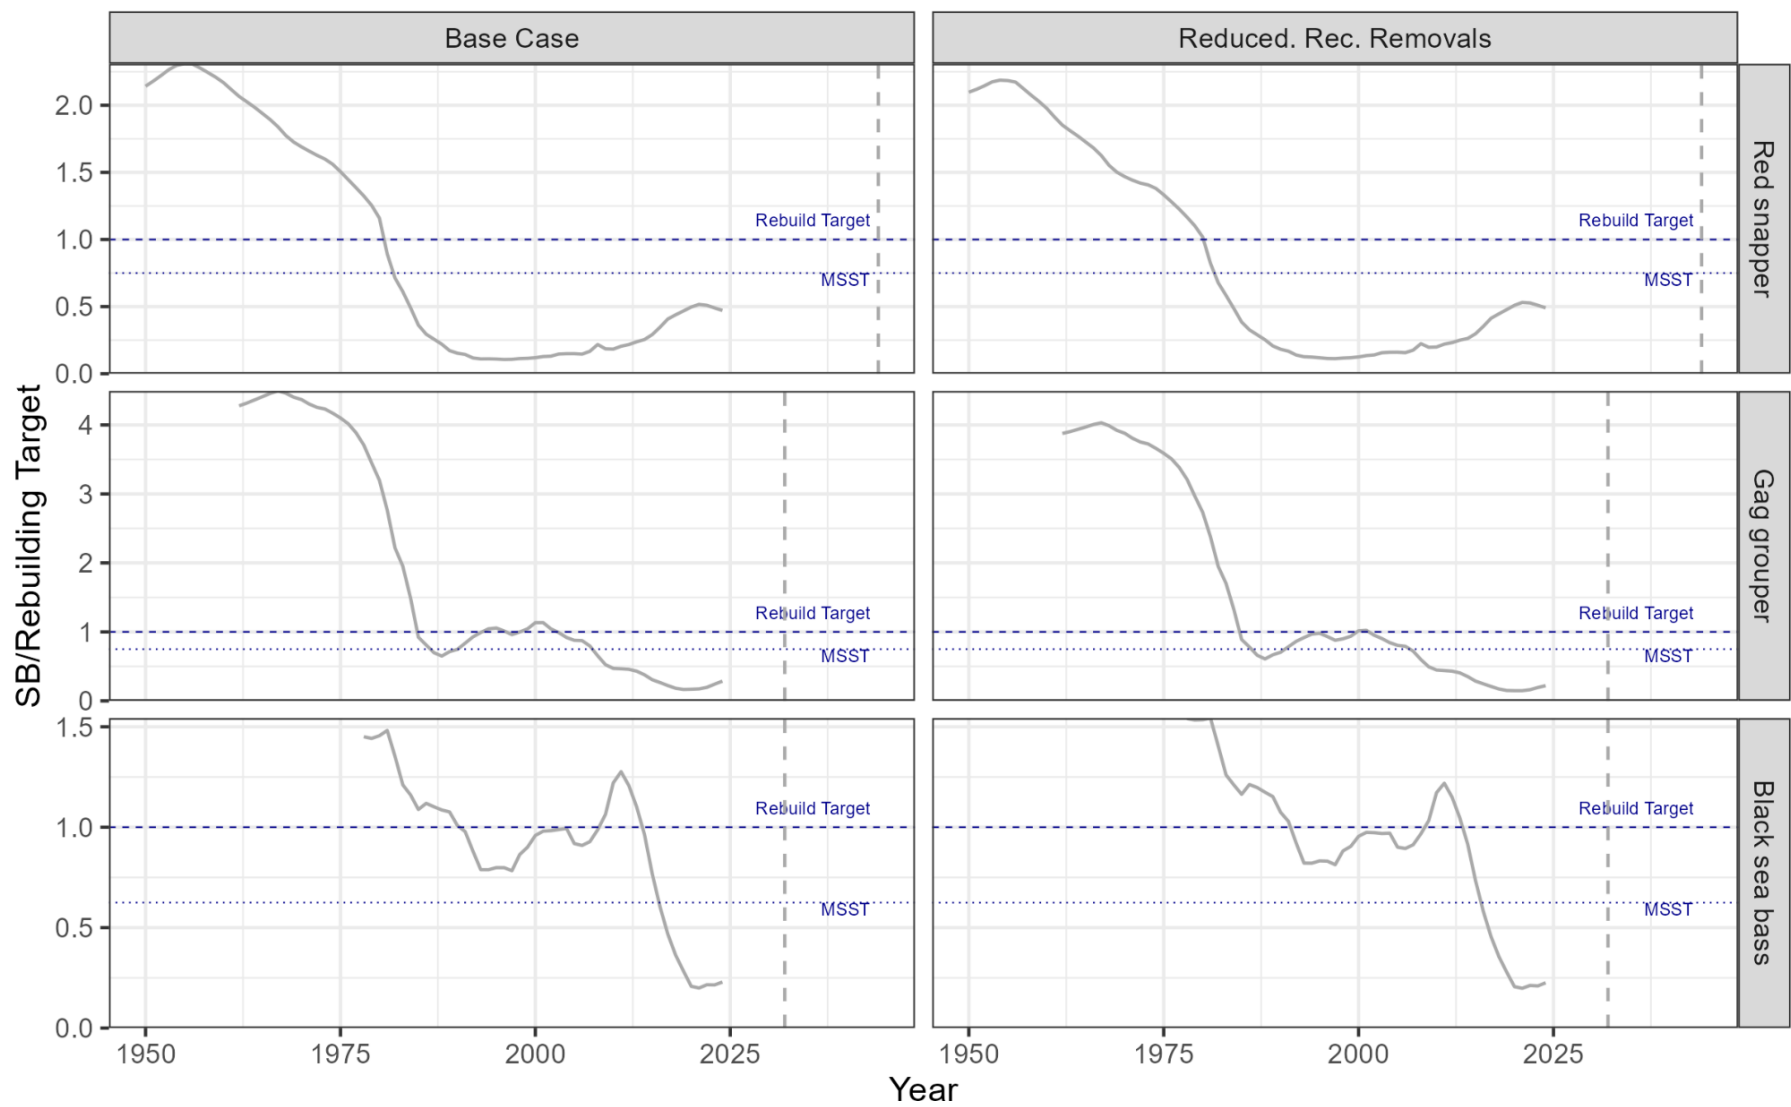 Base Case
Reduced. Rec. Removals
SB/Rebuilding Target
2.0
1.5
1.0
0.5
0.0
Rebuild Target
MSST
Rebuild Target
MSST
Red snapper
4
3
2
1
0
Rebuild Target
MSST
Rebuild Target
MSST
Gag grouper
1.5
1.0
0.5
0.0
Rebuild Target
MSST
Rebuild Target
MSST
Black sea bass
1950 1975 2000 2025
1950 1975 2000 2025
Year